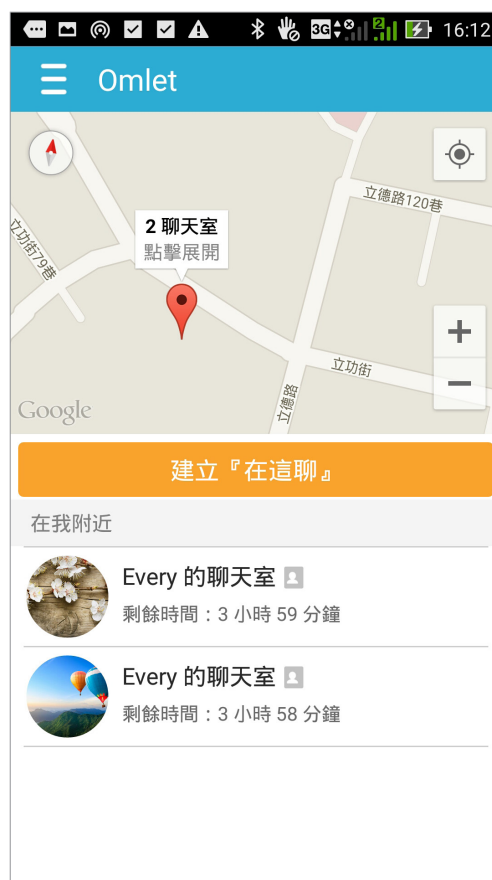 3G 2 16:12
Omlet
立德路120巷
2 聊天室
點擊展開
立功街79巷
立功街
立德路
Google
建立『在這聊』
在我附近
Every 的聊天室
剩餘時間：3 小時 59 分鐘
Every 的聊天室
剩餘時間：3 小時 58 分鐘